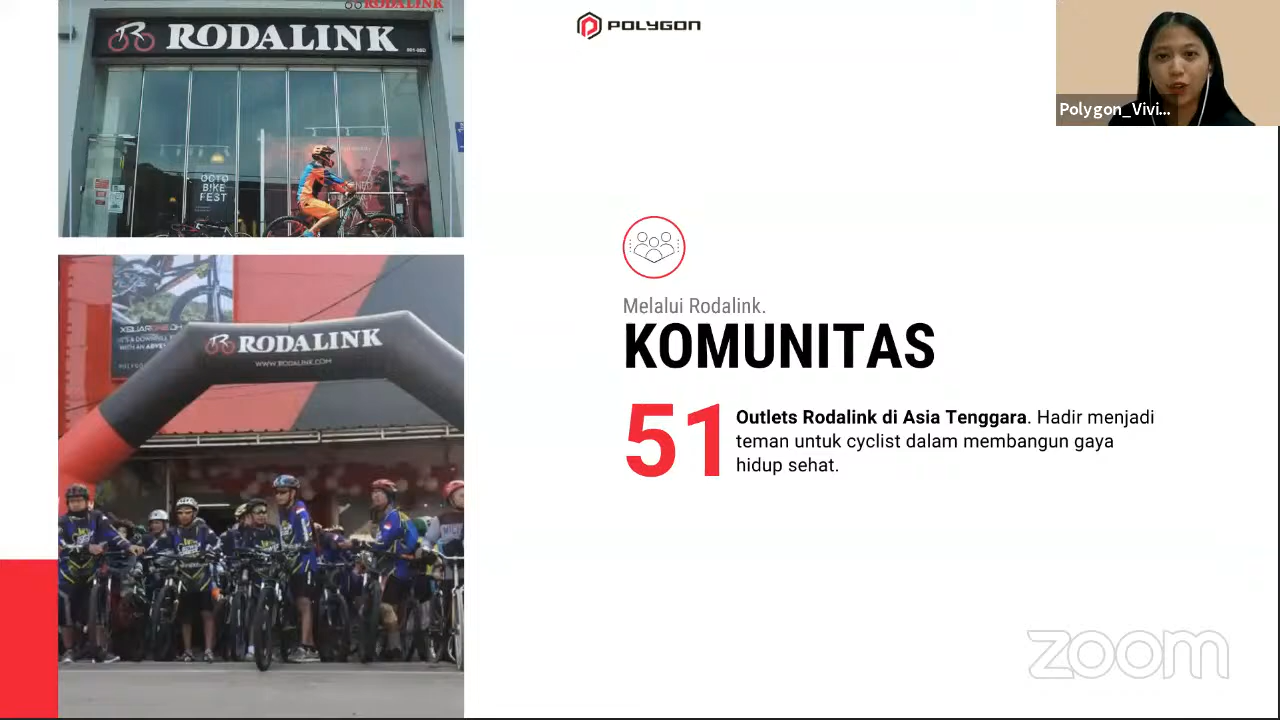 RODALINK
RODALINK
OCTO
BIKE
FEST
POLYGON
Polygon_Vivi...
RODALINK
WWW.RODALINK.COM
Melalui Rodalink.
KOMUNITAS
51
Outlets Rodalink di Asia Tenggara. Hadir menjadi
teman untuk cyclist dalam membangun gaya
hidup sehat.
zoom